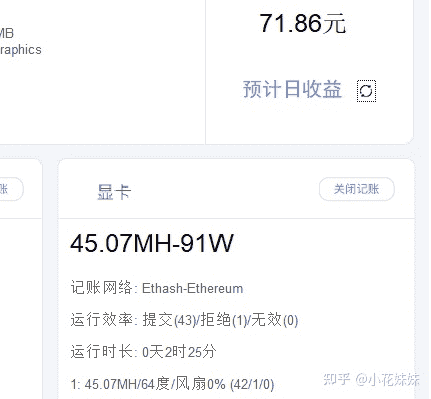 MB
raphics
71.86元
预计日收益
账
显卡
关闭记账
45.07MH-91W
记账网络: Ethash-Ethereum
运行效率: 提交(43)/拒绝(1)/无效(0)
运行时长: 0天2时25分
1: 45.07MH/64度/风扇0% (42/1/0)
知乎 @小花妹妹